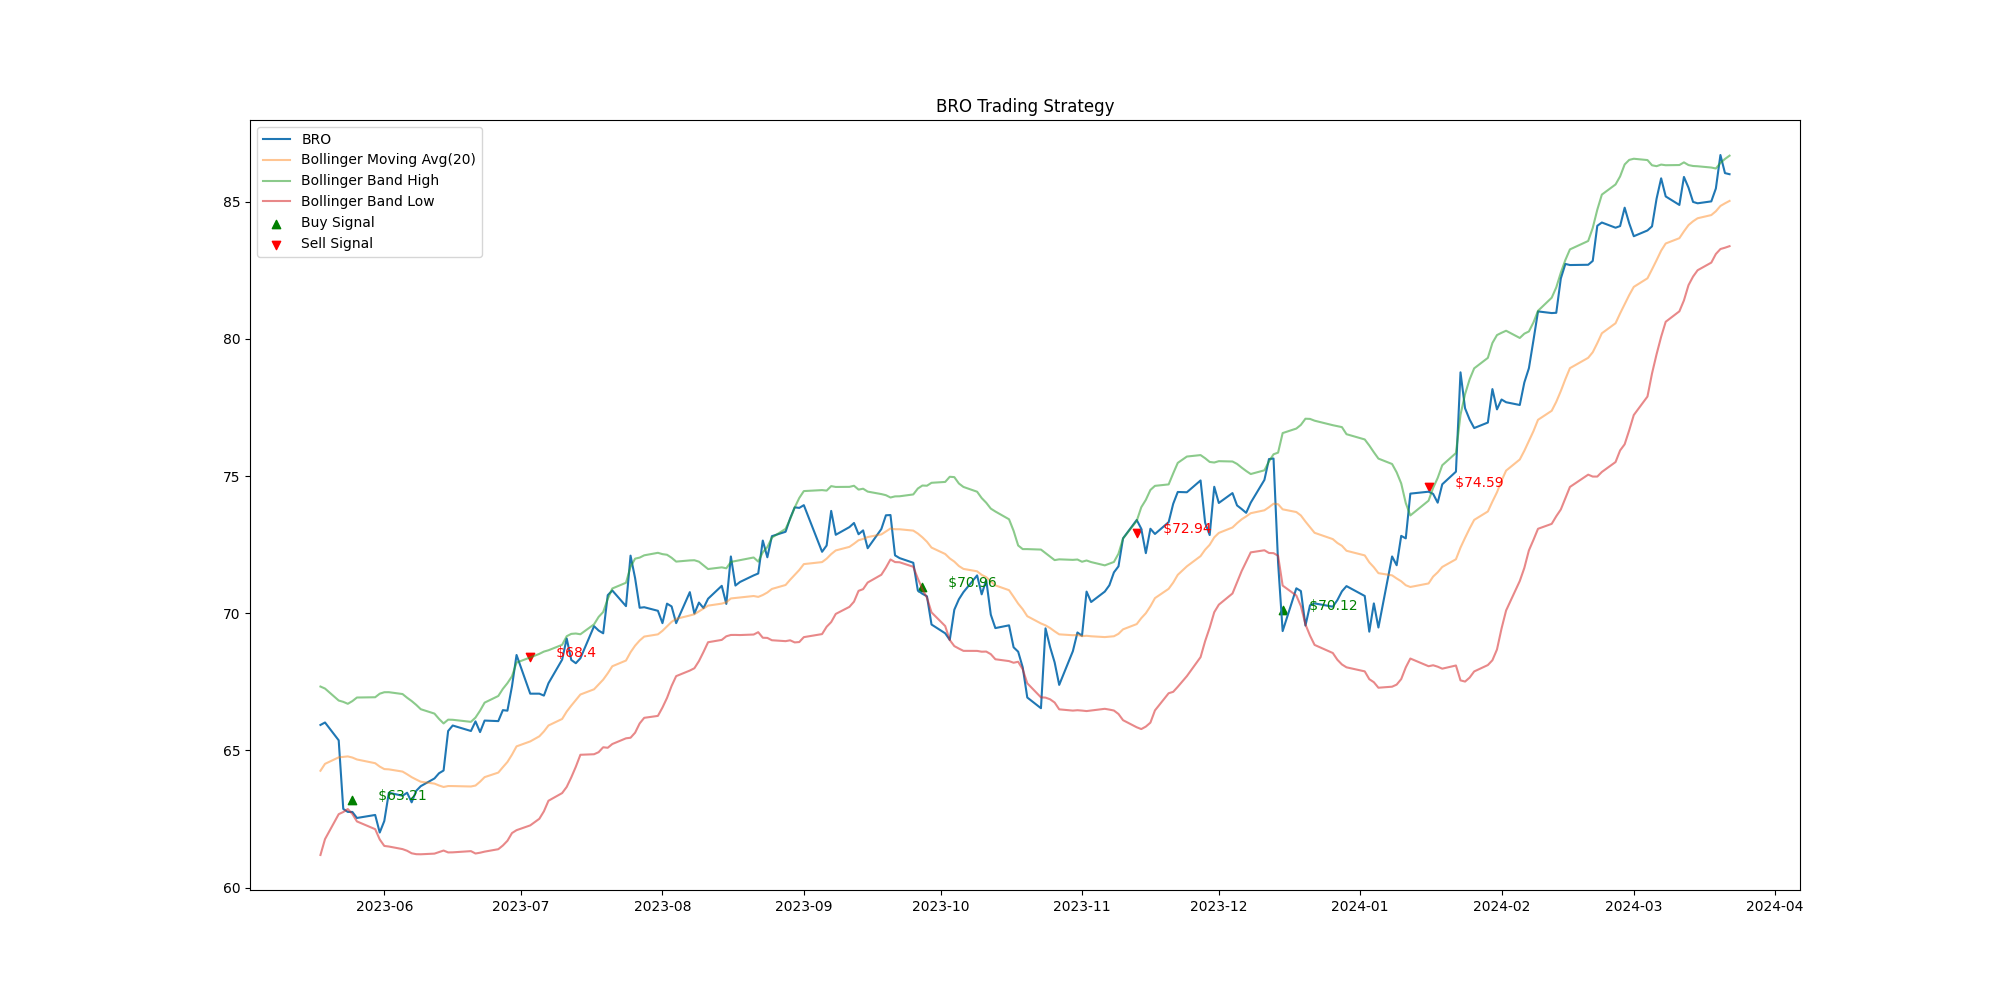 BRO Trading Strategy
BRO
Bollinger Moving Avg(20)
Bollinger Band High
Bollinger Band Low
Buy Signal
Sell Signal
85
80
75
70
65
60
$63.21
$68.4
$70.96
$72.94
$70.12
$74.59
2023-06 2023-07 2023-08 2023-09 2023-10 2023-11 2023-12 2024-01 2024-02 2024-03 2024-04